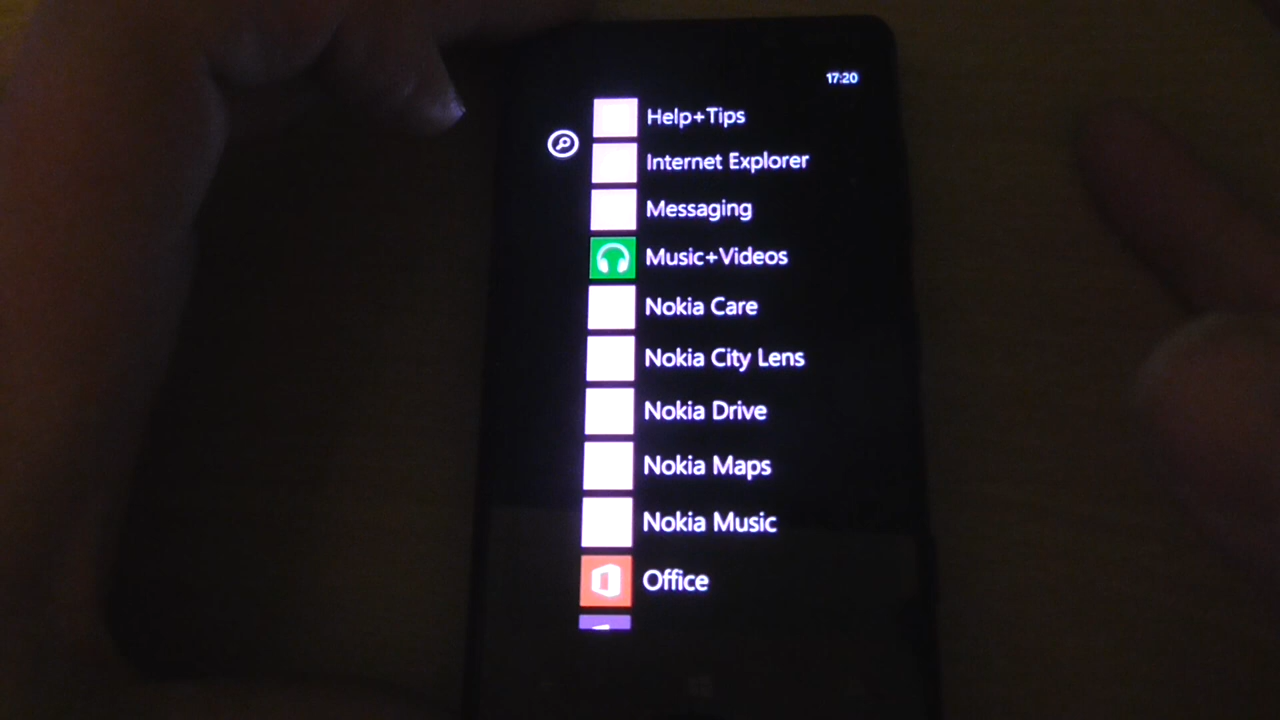 17:20
Help+Tips
Internet Explorer
Messaging
Music+Videos
Nokia Care
Nokia City Lens
Nokia Drive
Nokia Maps
Nokia Music
Office